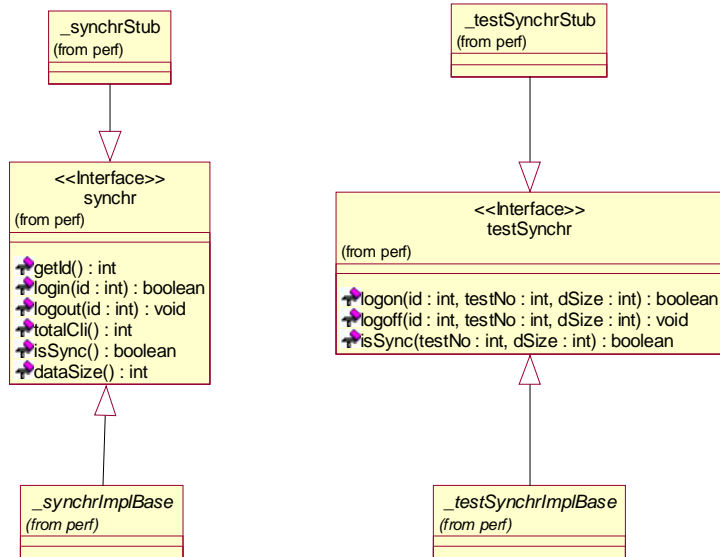 _synchrStub
(from perf)
_testSynchrStub
(from perf)
<<Interface>>
synchr
(from perf)
getId() : int
login(id : int) : boolean
logout(id : int) : void
totalCli() : int
isSync() : boolean
dataSize() : int
<<Interface>>
testSynchr
(from perf)
logon(id : int, testNo : int, dSize : int) : boolean
logoff(id : int, testNo : int, dSize : int) : void
isSync(testNo : int, dSize : int) : boolean
_synchrImplBase
(from perf)
_testSynchrImplBase
(from perf)